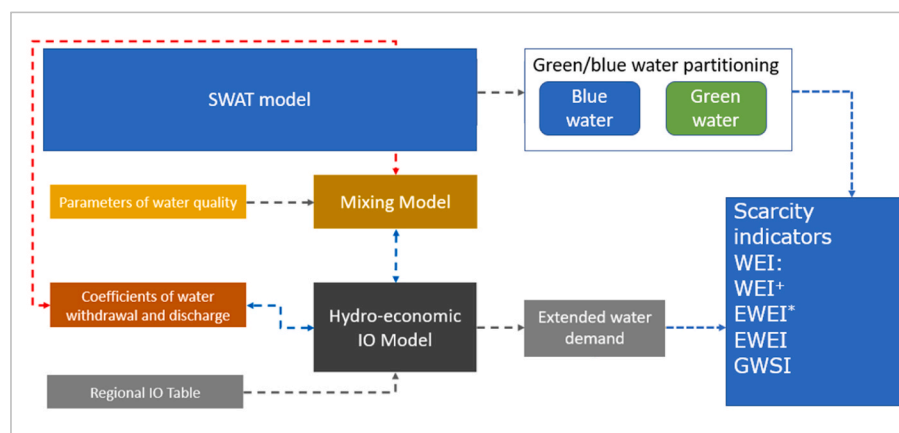 SWAT model
Green/blue water partitioning
Blue
water
Green
water
Parameters of water quality
Mixing Model
Scarcity
indicators
WEI:
WEI⁺
EWEI*
EWEI
GWSI
Coefficients of water
withdrawal and discharge
Hydro-economic
IO Model
Extended water
demand
Regional IO Table